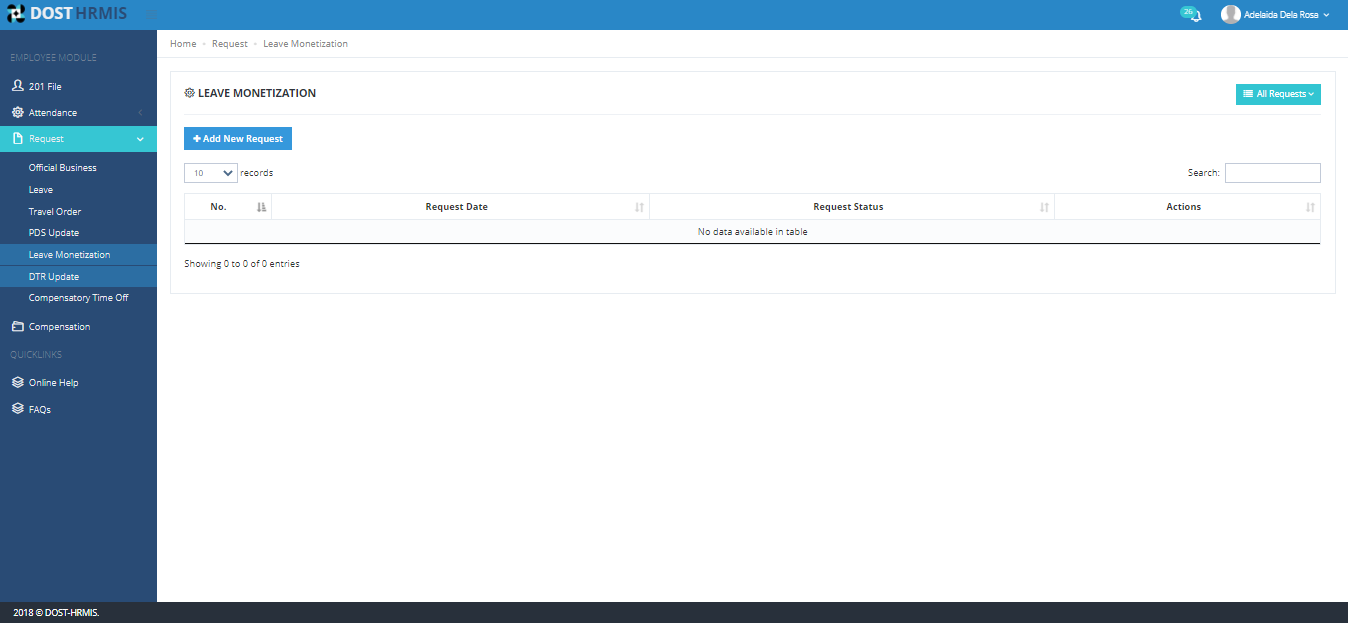 DOST HRMIS
26
Adelaida Dela Rosa
EMPLOYEE MODULE
201 File
Attendance
Request
Official Business
Leave
Travel Order
PDS Update
Leave Monetization
DTR Update
Compensatory Time Off
Compensation
QUICKLINKS
Online Help
FAQs
Home - Request - Leave Monetization
LEAVE MONETIZATION
All Requests
+ Add New Request
10 records
Search:
No. Request Date Request Status Actions
No data available in table
Showing 0 to 0 of 0 entries
2018 © DOST-HRMIS.